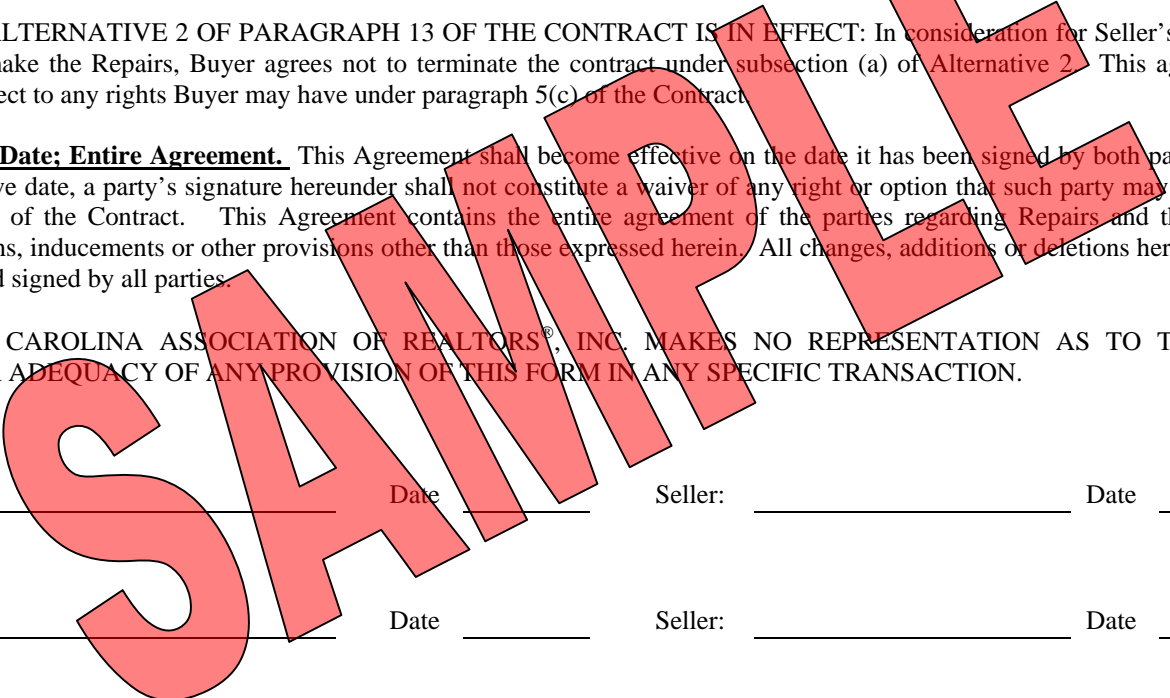 ALTERNATIVE 2 OF PARAGRAPH 13 OF THE CONTRACT IS IN EFFECT: In consideration for Seller's
make the Repairs, Buyer agrees not to terminate the contract under subsection (a) of Alternative 2. This
ect to any rights Buyer may have under paragraph 5(c) of the Contract.
Date; Entire Agreement. This Agreement shall become effective on the date it has been signed by both
ve date, a party's signature hereunder shall not constitute a waiver of any right or option that such party may
of the Contract. This Agreement contains the entire agreement of the parties regarding Repairs and
ns, inducements or other provisions other than those expressed herein. All changes, additions or deletions
d signed by all parties.
CAROLINA ASSOCIATION OF REALTORS®, INC. MAKES NO REPRESENTATION AS TO
ADEQUACY OF ANY PROVISION OF THIS FORM IN ANY SPECIFIC TRANSACTION.
SAMPLE
Date Seller: Date
Date Seller: Date